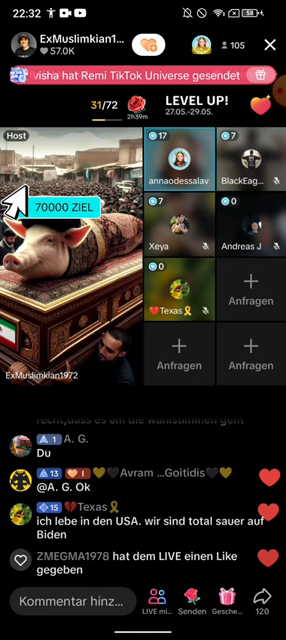 22:32
ExMuslimkian1...
57.0K
105
visha hat Remi TikTok Universe gesendet
31/72
2h39m
LEVEL UP!
27.05.-29.05.
Host
70000 ZIEL
ExMuslimkian1972
17
annaodessalav
7
BlackEag...
7
Xeya
0
Andreas J
0
Texas
Anfragen
Anfragen
Anfragen
recht,dass es um die wahlstimmen geht
1 A. G.
Du
13 1 Avram ...Goitidis
@A. G. Ok
15 Texas
ich lebe in den USA. wir sind total sauer auf
Biden
ZMEGMA1978 hat dem LIVE einen Like
gegeben
Kommentar hinz...
LIVE mi...
Senden
Gesche...
120